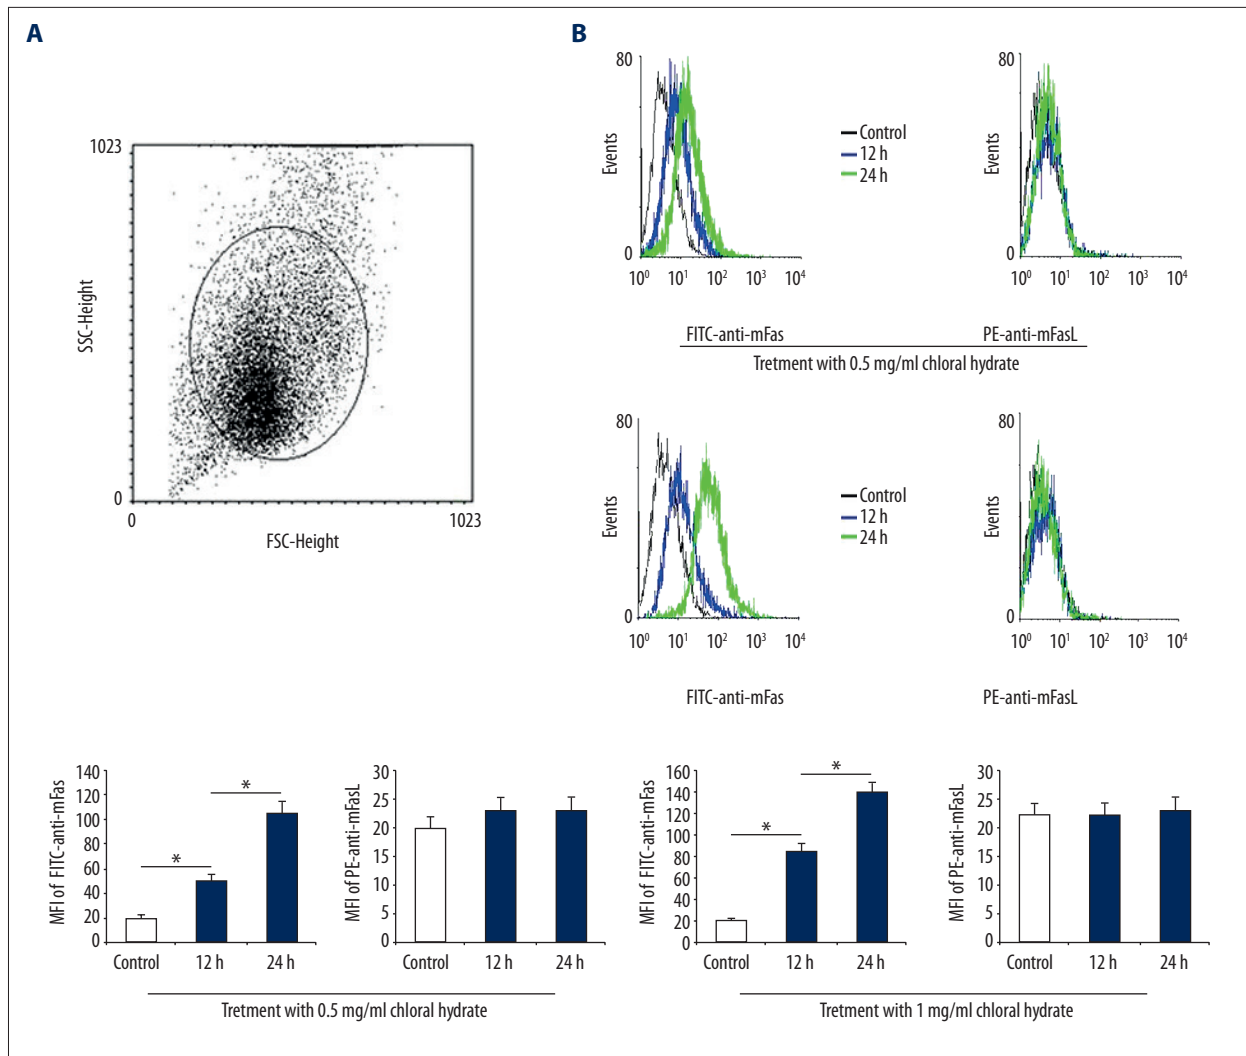 A
1023
SSC-Height
0
0
1023
FSC-Height
B
80
Events
0
10⁰ 10¹ 10² 10³ 10⁴
FITC-anti-mFas
Control
12 h
24 h
80
Events
0
10⁰ 10¹ 10² 10³ 10⁴
PE-anti-mFasL
Tretment with 0.5 mg/ml chloral hydrate
80
Events
0
10⁰ 10¹ 10² 10³ 10⁴
FITC-anti-mFas
Control
12 h
24 h
80
Events
0
10⁰ 10¹ 10² 10³ 10⁴
PE-anti-mFasL
MFI of FITC-anti-mFas
140
120
100
80
60
40
20
0
*
*
Control 12 h 24 h
MFI of PE-anti-mFasL
30
25
20
15
10
5
0
Control 12 h 24 h
Tretment with 0.5 mg/ml chloral hydrate
MFI of FITC-anti-mFas
160
140
120
100
80
60
40
20
0
*
*
Control 12 h 24 h
MFI of PE-anti-mFasL
30
25
20
15
10
5
0
Control 12 h 24 h
Tretment with 1 mg/ml chloral hydrate